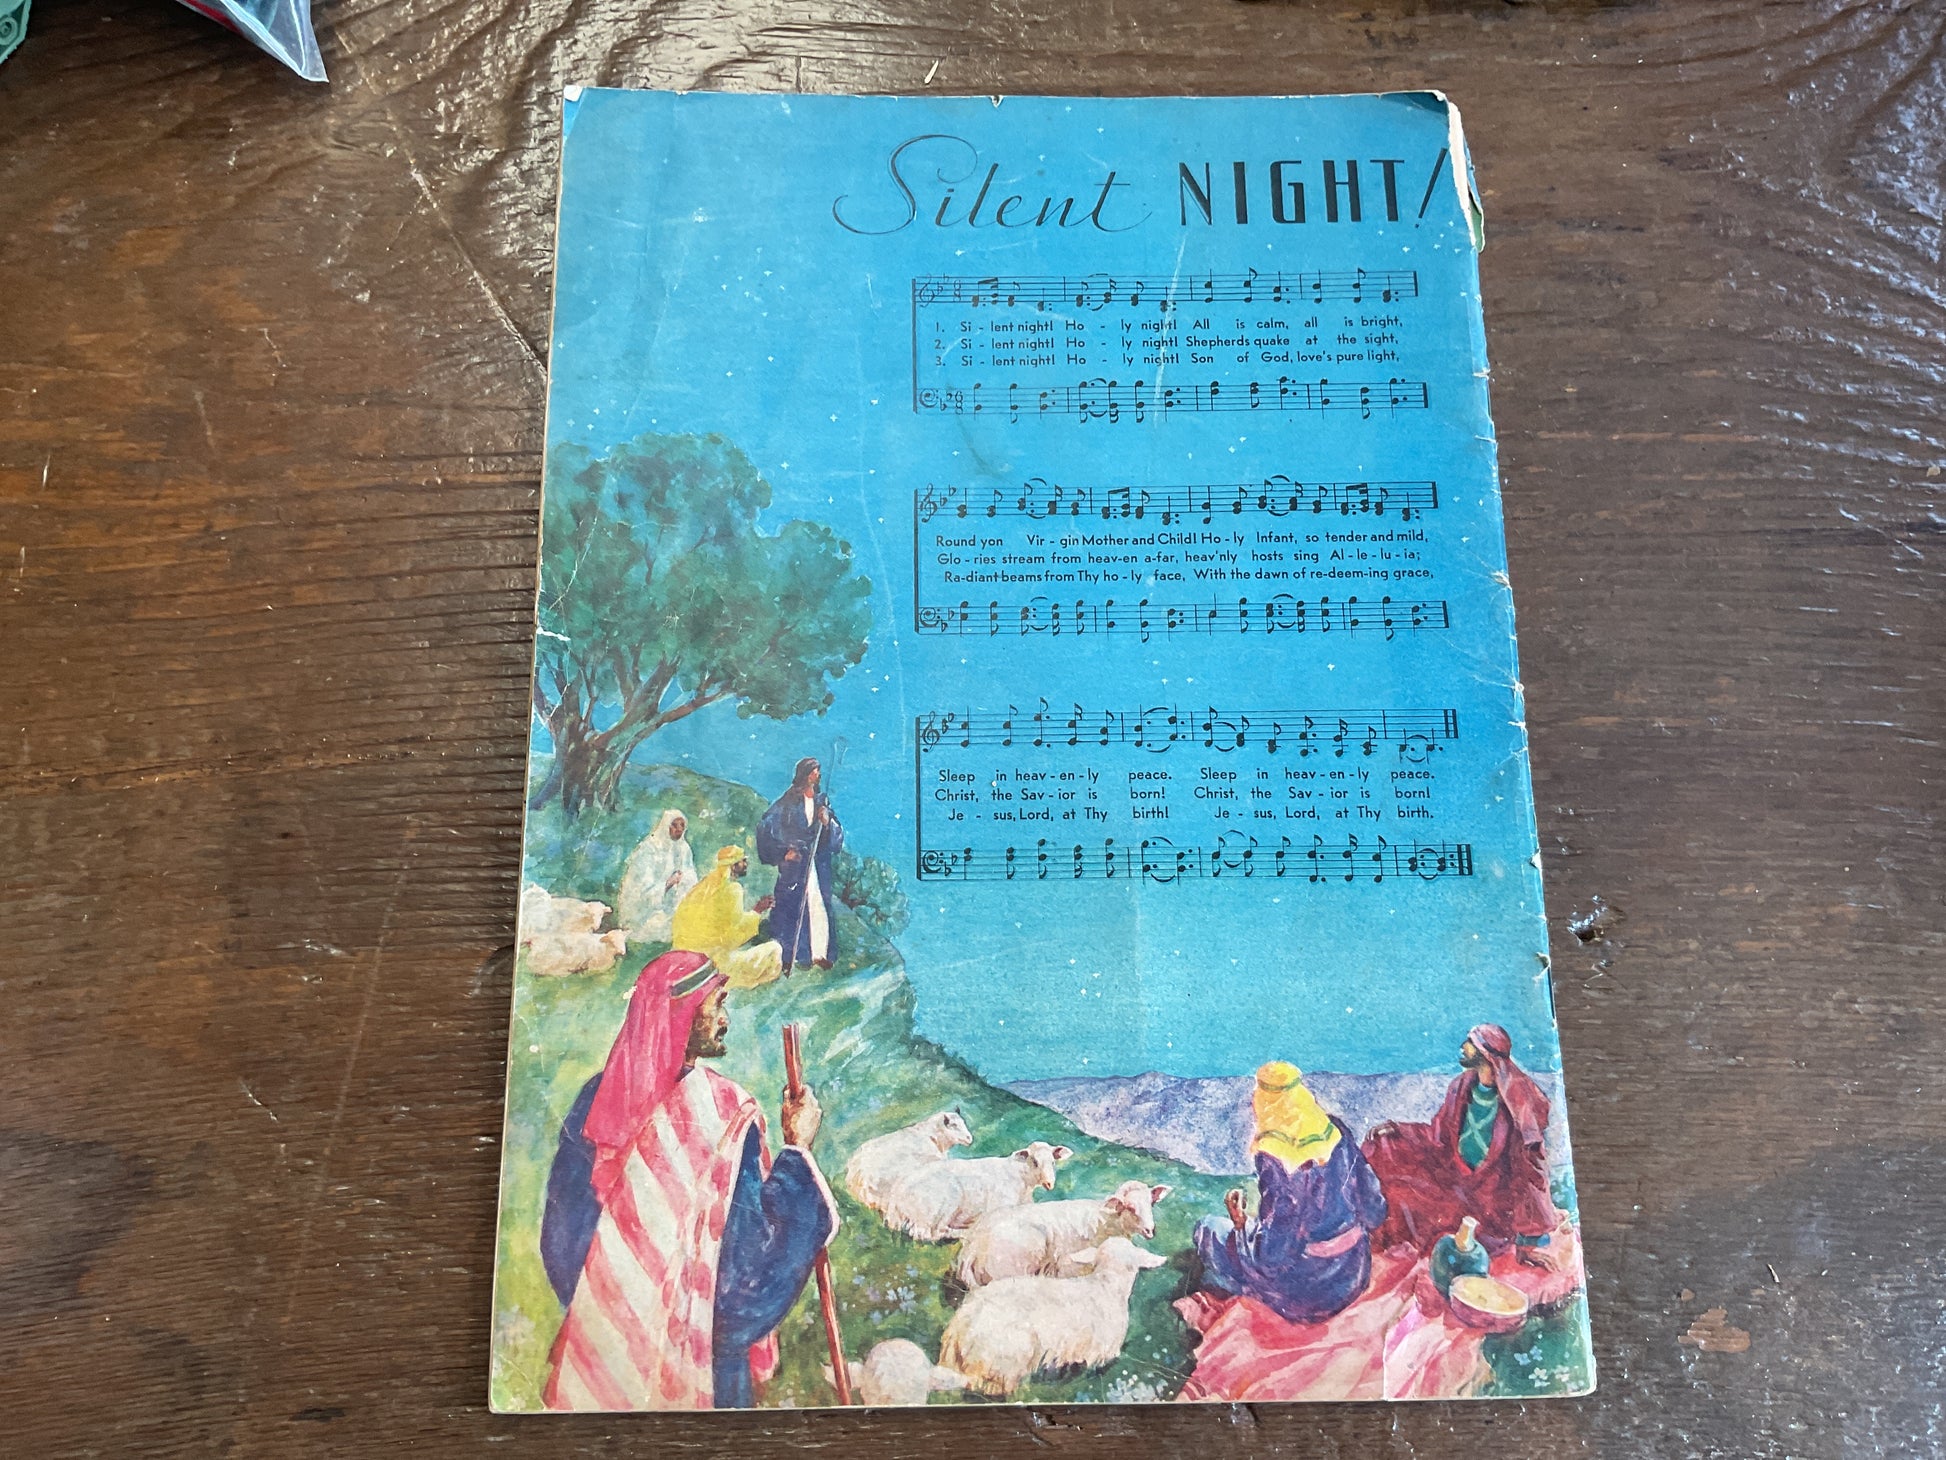 Silent NIGHT!
1. Si - lent night! Ho - ly night! All is calm, all is bright,
2. Si - lent night! Ho - ly night! Shepherds quake at the sight,
3. Si - lent night! Ho - ly night! Son of God, love's pure light,
Round yon Vir - gin Mother and Child! Ho - ly Infant, so tender and mild,
Glo - ries stream from heav-en a-far, heav'nly hosts sing Al - le - lu - ia;
Ra-diant beams from Thy ho - ly face, With the dawn of re-deem-ing grace,
Sleep in heav - en - ly peace. Sleep in heav - en - ly peace.
Christ, the Sav - ior is born! Christ, the Sav - ior is born!
Je - sus, Lord, at Thy birth! Je - sus, Lord, at Thy birth.